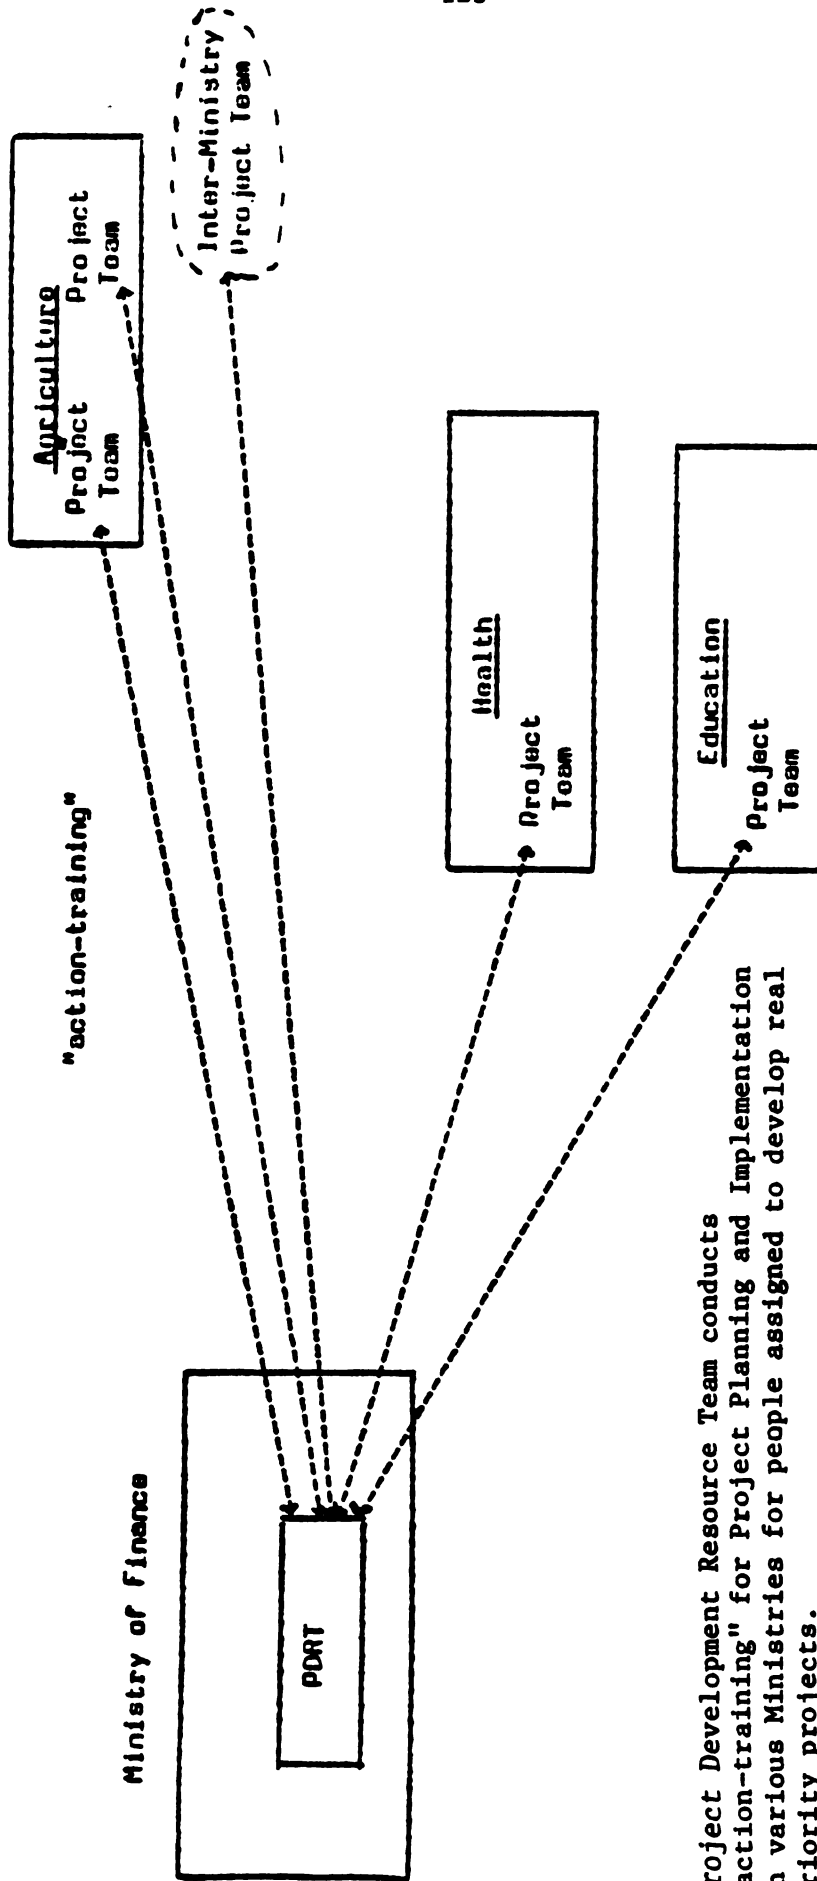 "action-training"
Ministry of Finance
PDRT
Agriculture
Project Project
Team Team
Inter-Ministry
Project Team
Health
Project
Team
Education
Project
Team
roject Development Resource Team conducts
action-training" for Project Planning and Implementation
n various Ministries for people assigned to develop real
riority projects.